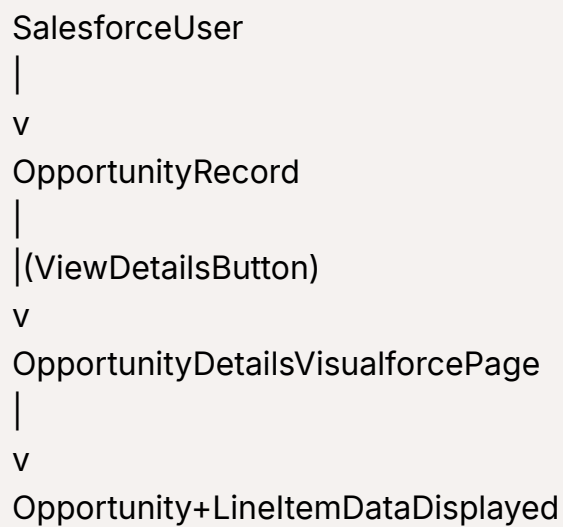 SalesforceUser
|
v
OpportunityRecord
|
|(ViewDetailsButton)
v
OpportunityDetailsVisualforcePage
|
v
Opportunity+LineItemDataDisplayed